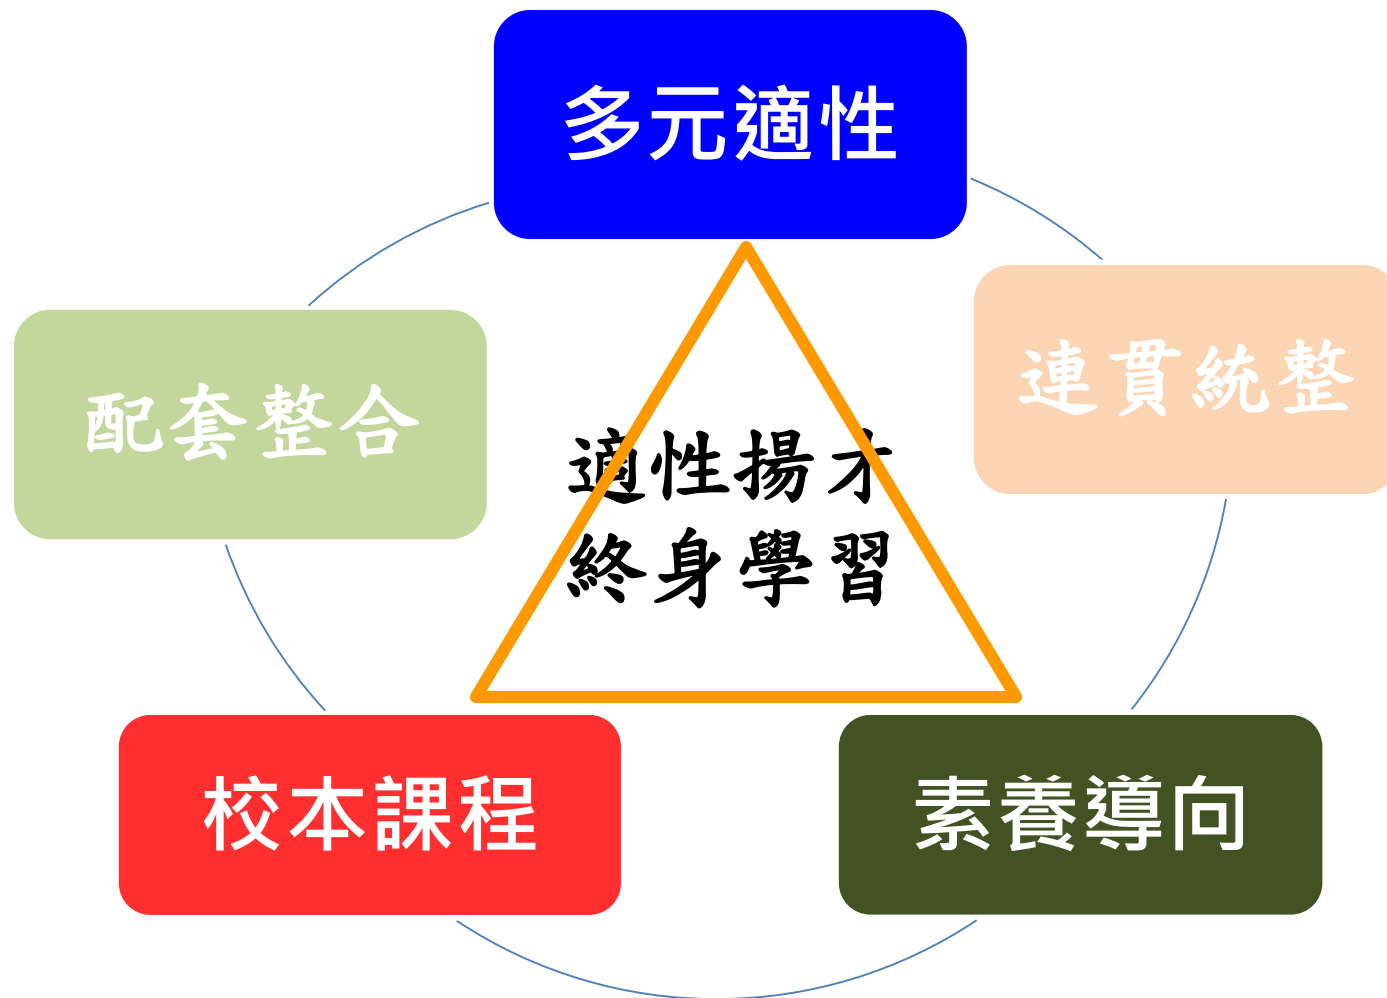 多元適性
連貫統整
配套整合
適性揚才
終身學習
校本課程
素養導向